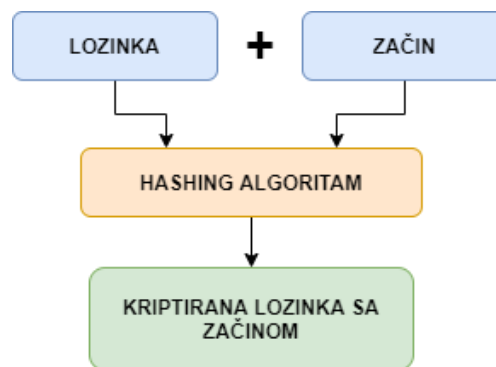 LOZINKA + ZAČIN
HASHING ALGORITAM
KRIPTIRANA LOZINKA SA
ZAČINOM